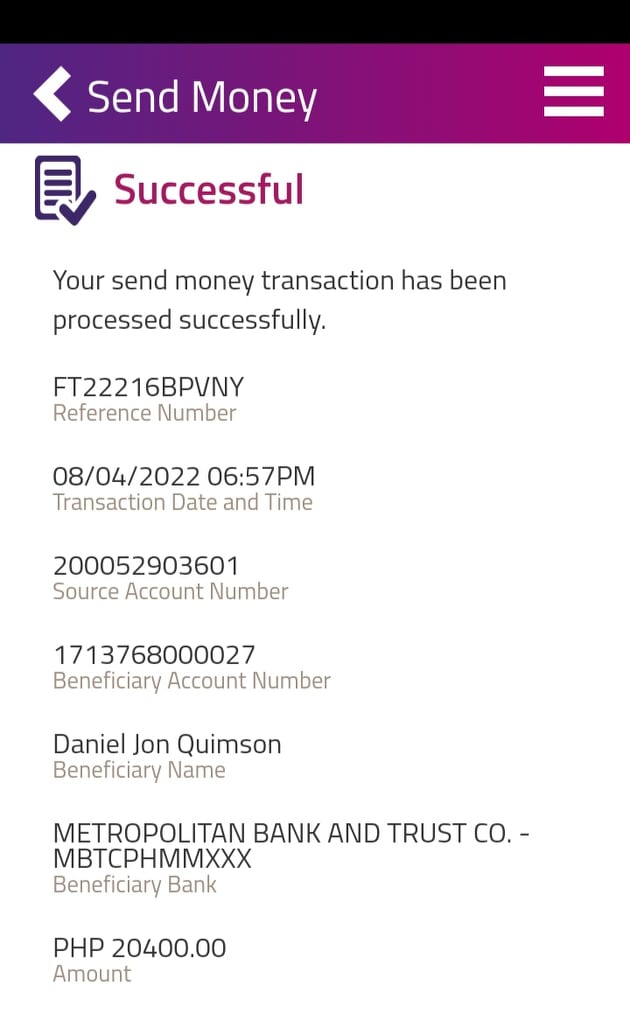 Send Money
Successful
Your send money transaction has been
processed successfully.
FT22216BPVNY
Reference Number
08/04/2022 06:57PM
Transaction Date and Time
200052903601
Source Account Number
1713768000027
Beneficiary Account Number
Daniel Jon Quimson
Beneficiary Name
METROPOLITAN BANK AND TRUST CO. -
MBTCPHMMXXX
Beneficiary Bank
PHP 20400.00
Amount